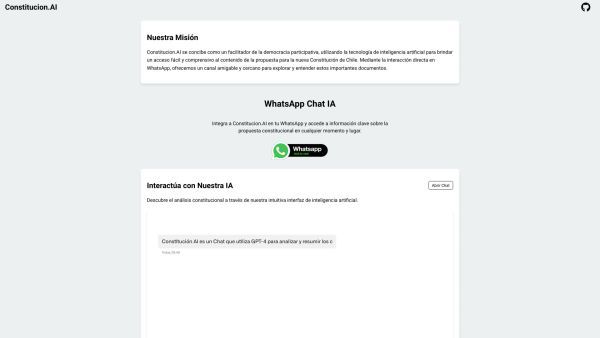 Constitucion.AI
Nuestra Misión
Constitucion.AI se concibe como un facilitador de la democracia participativa, utilizando la tecnología de inteligencia artificial para brindar
un acceso fácil y comprensivo al contenido de la propuesta para la nueva Constitución de Chile. Mediante la interacción directa en
WhatsApp, ofrecemos un canal amigable y cercano para explorar y entender estos importantes documentos.
WhatsApp Chat IA
Integra a Constitucion.AI en tu WhatsApp y accede a información clave sobre la
propuesta constitucional en cualquier momento y lugar.
Whatsapp
Interactúa con Nuestra IA
Abrir Chat
Descubre el análisis constitucional a través de nuestra intuitiva interfaz de inteligencia artificial.
Constitución AI es un Chat que utiliza GPT-4 para analizar y resumir los c